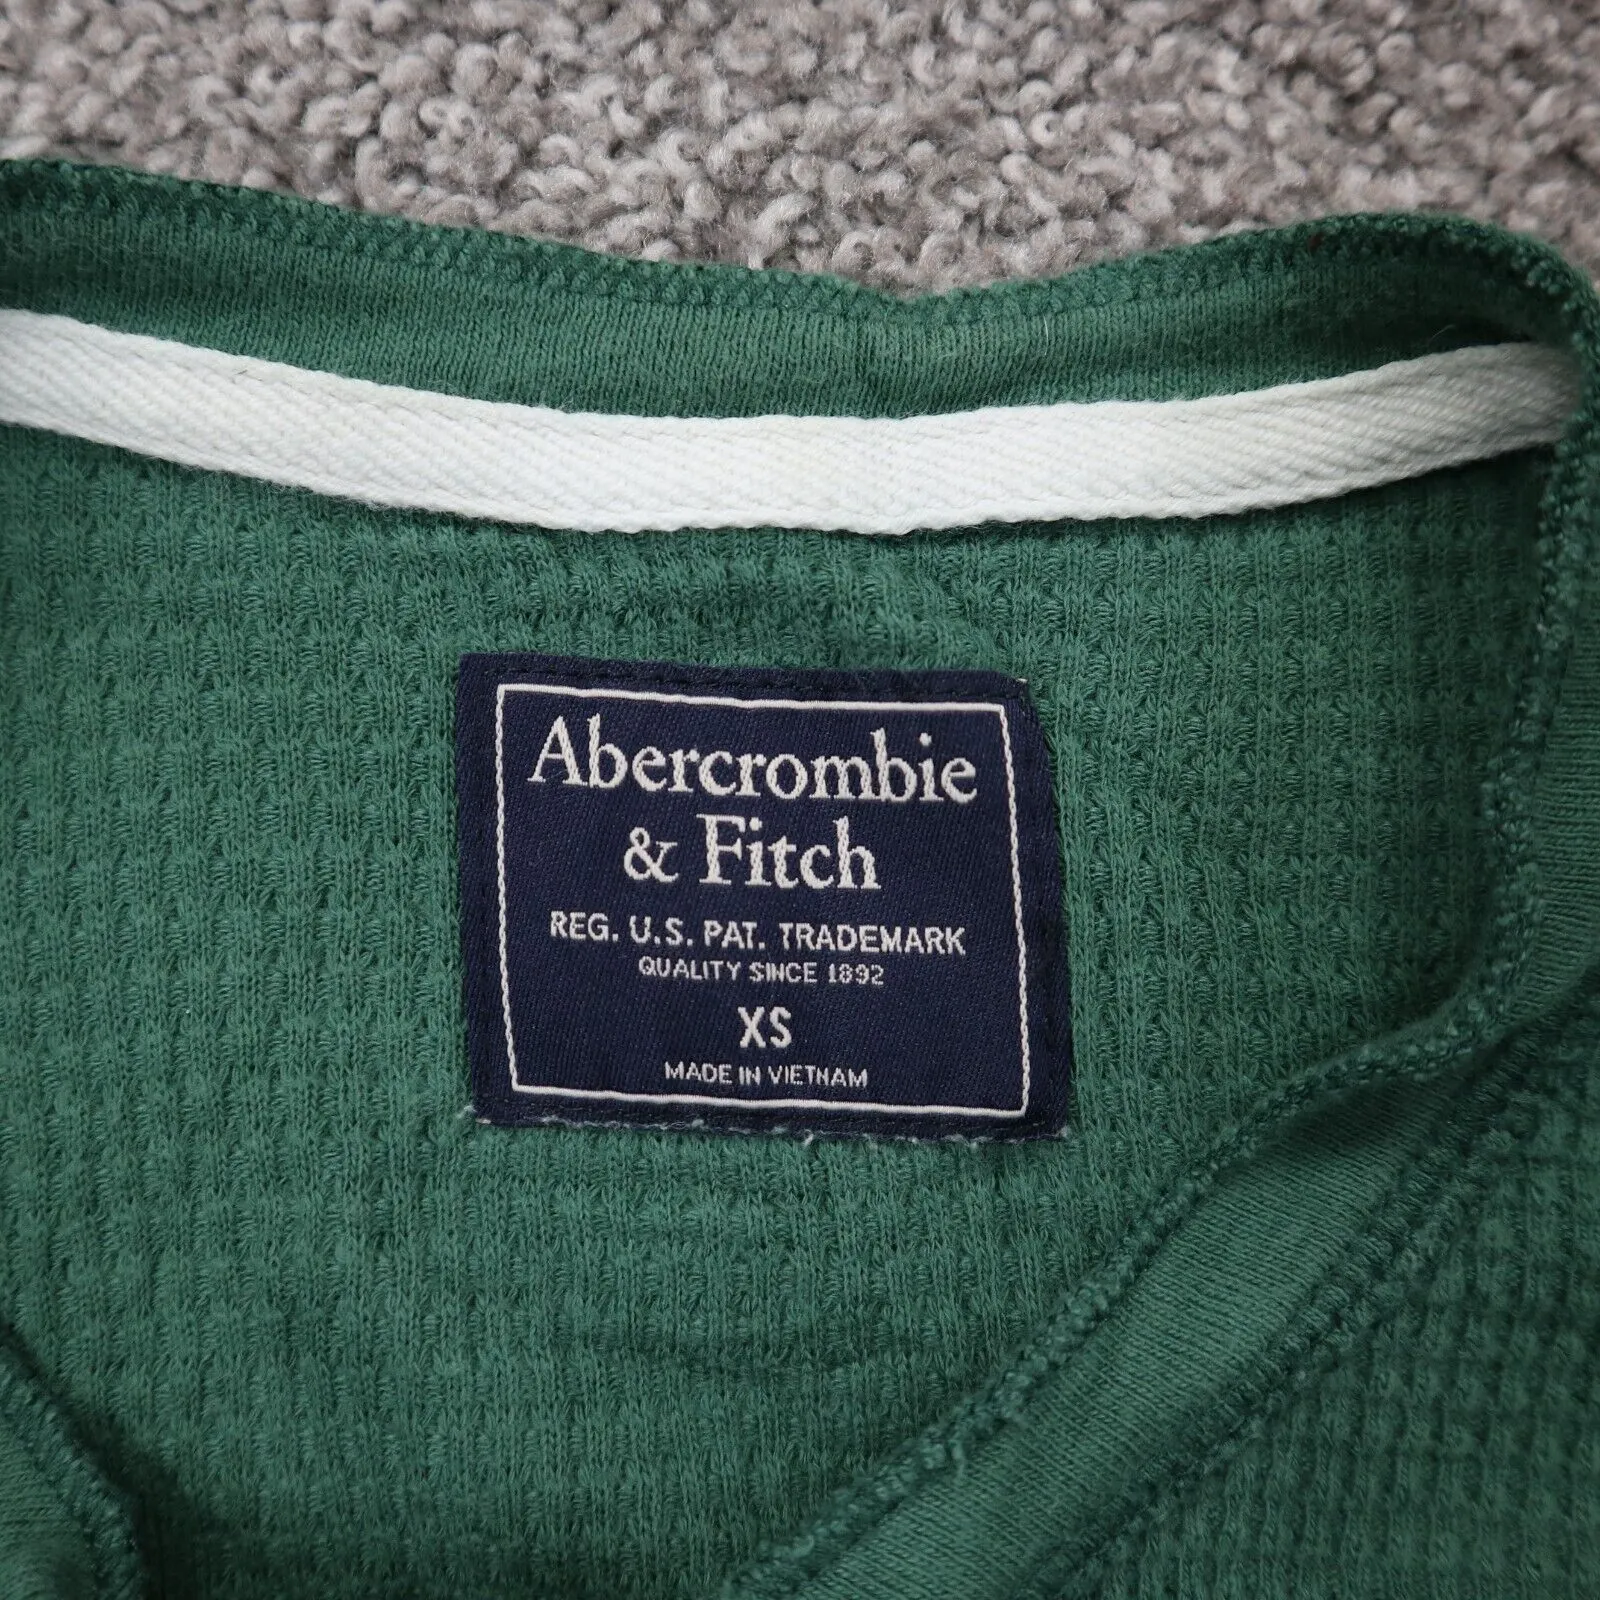 Abercrombie
& Fitch
REG. U.S. PAT. TRADEMARK
QUALITY SINCE 1892
XS
MADE IN VIETNAM